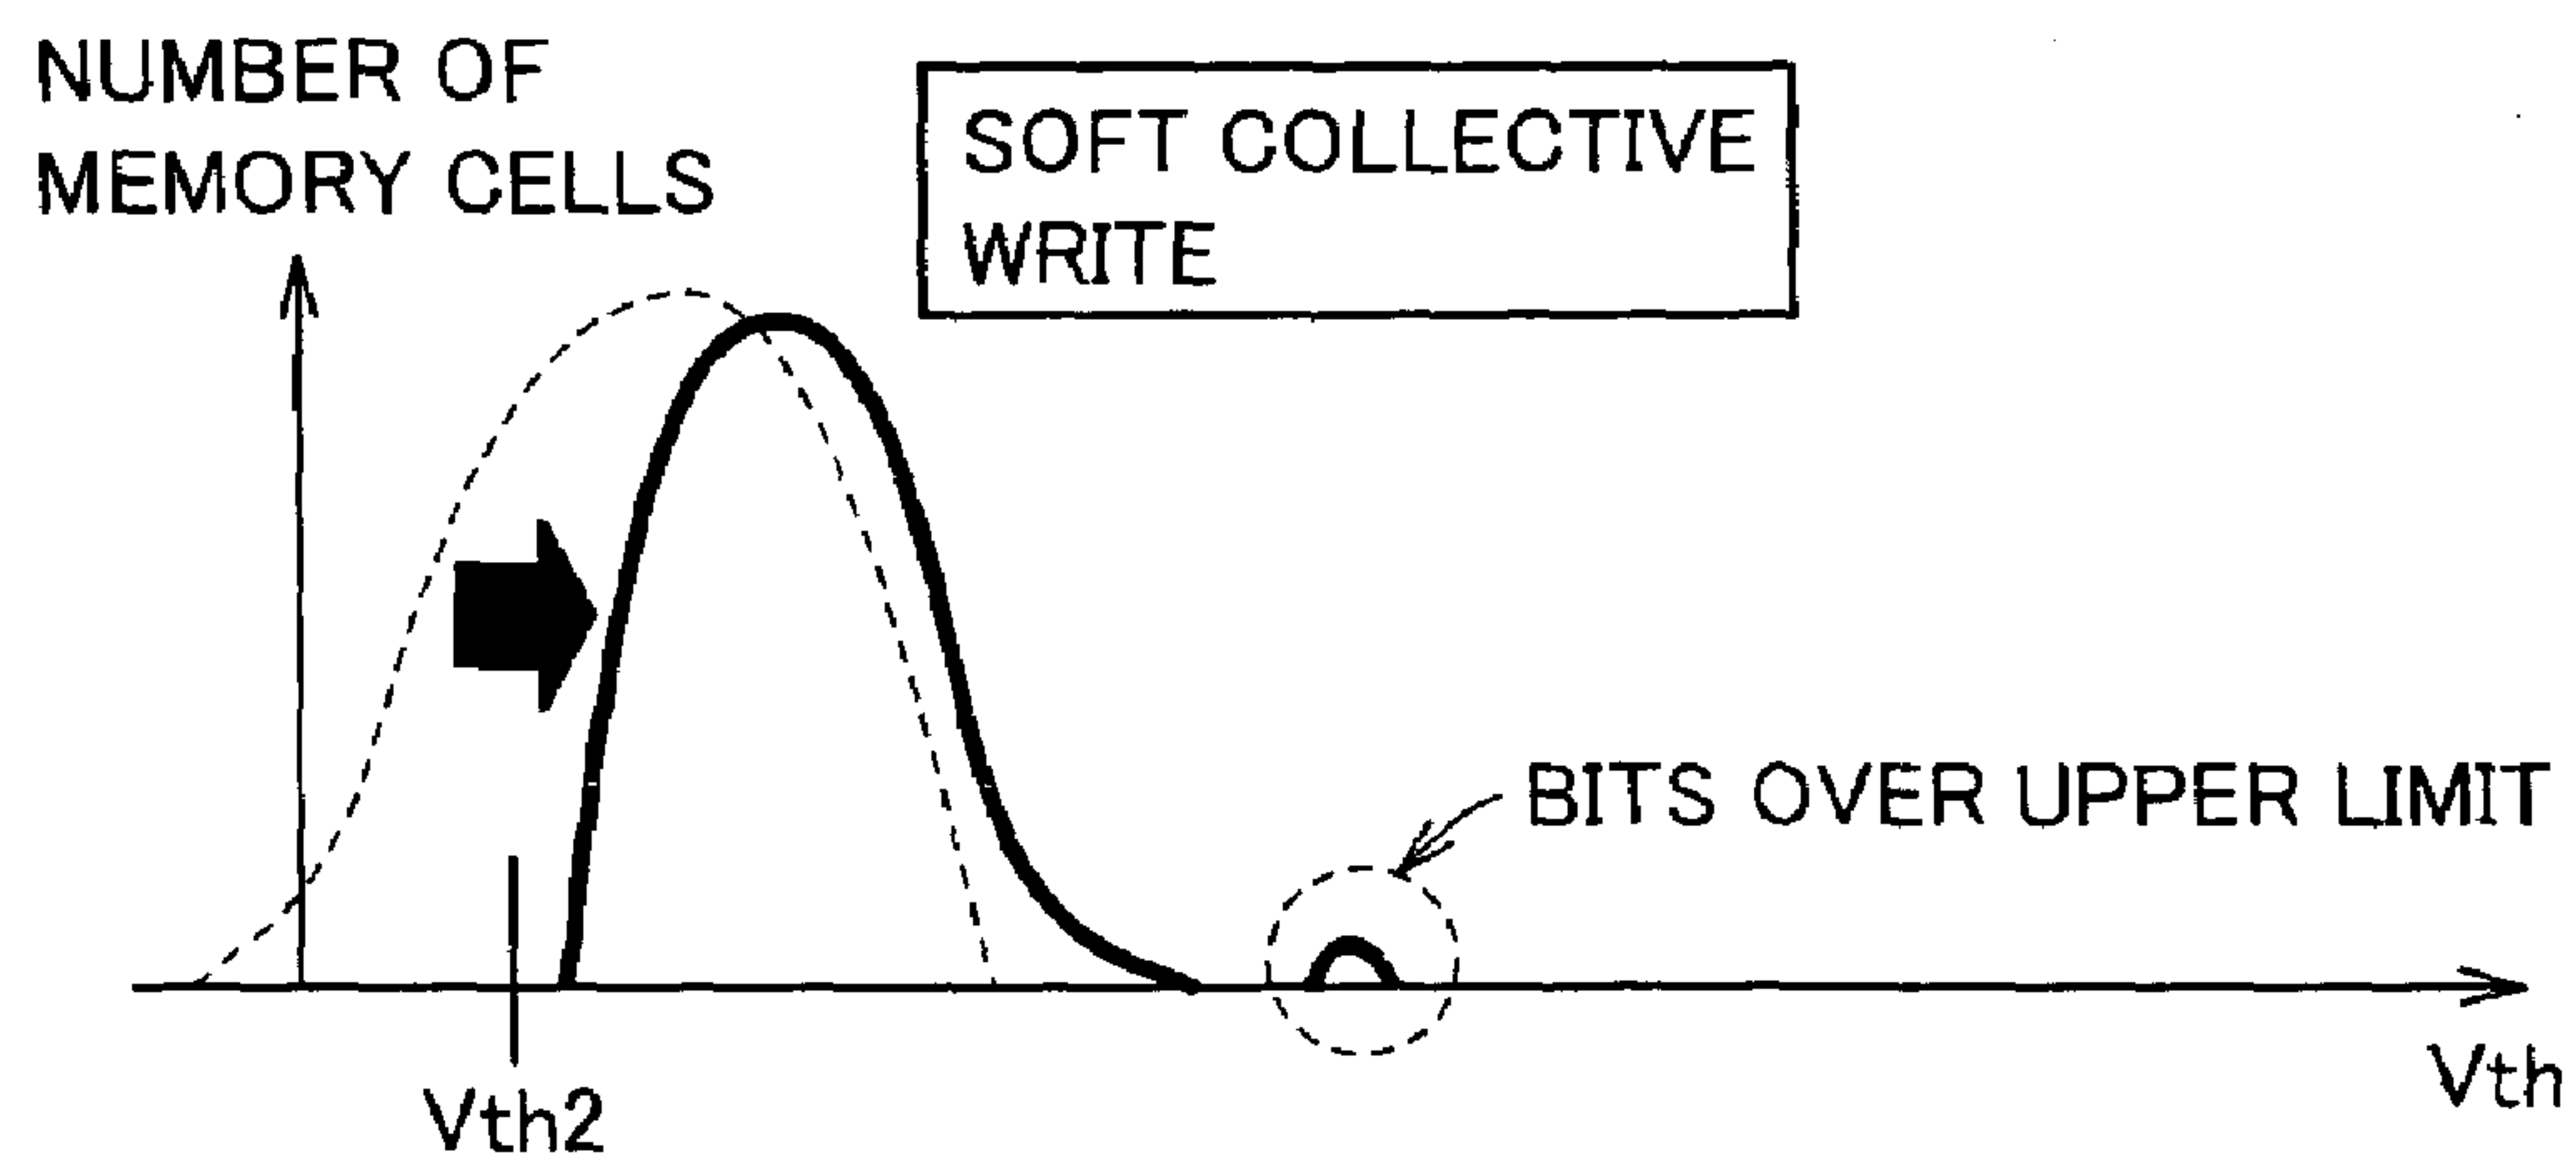 NUMBER OF
MEMORY CELLS
SOFT COLLECTIVE
WRITE
BITS OVER UPPER LIMIT
Vth2
Vth